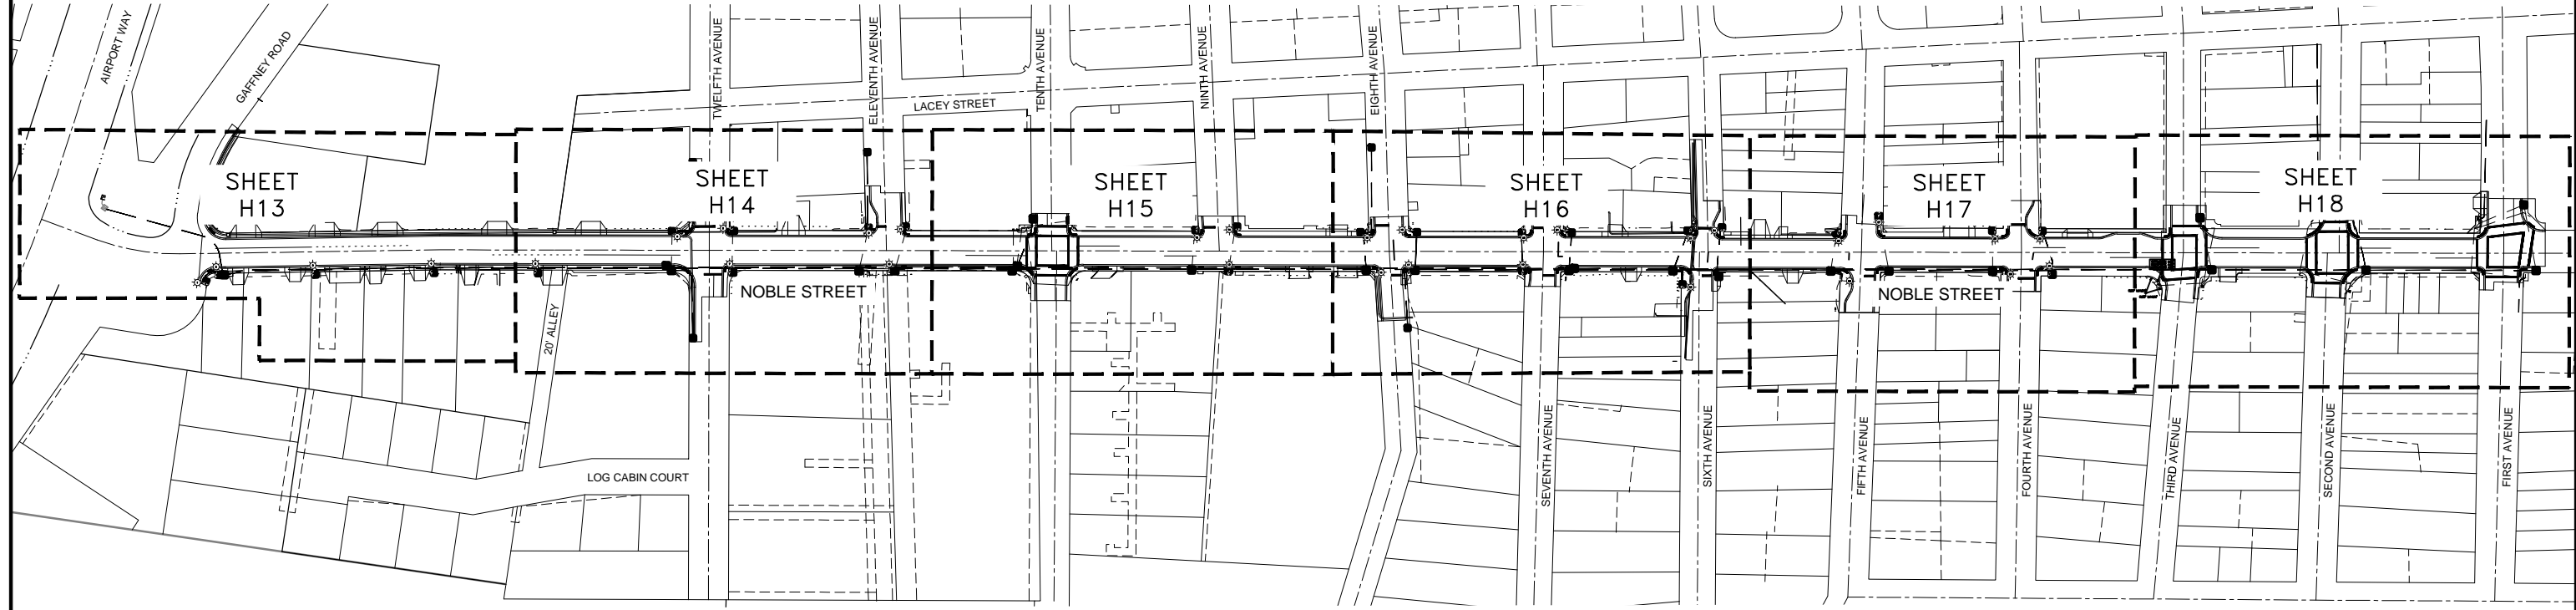 AIRPORT WAY
GAFFNEY ROAD
TWELFTH AVENUE
ELEVENTH AVENUE
LACEY STREET
TENTH AVENUE
NINTH AVENUE
EIGHTH AVENUE
SHEET
H13
SHEET
H14
SHEET
H15
SHEET
H16
SHEET
H17
SHEET
H18
NOBLE STREET
NOBLE STREET
20' ALLEY
LOG CABIN COURT
SEVENTH AVENUE
SIXTH AVENUE
FIFTH AVENUE
FOURTH AVENUE
THIRD AVENUE
SECOND AVENUE
FIRST AVENUE